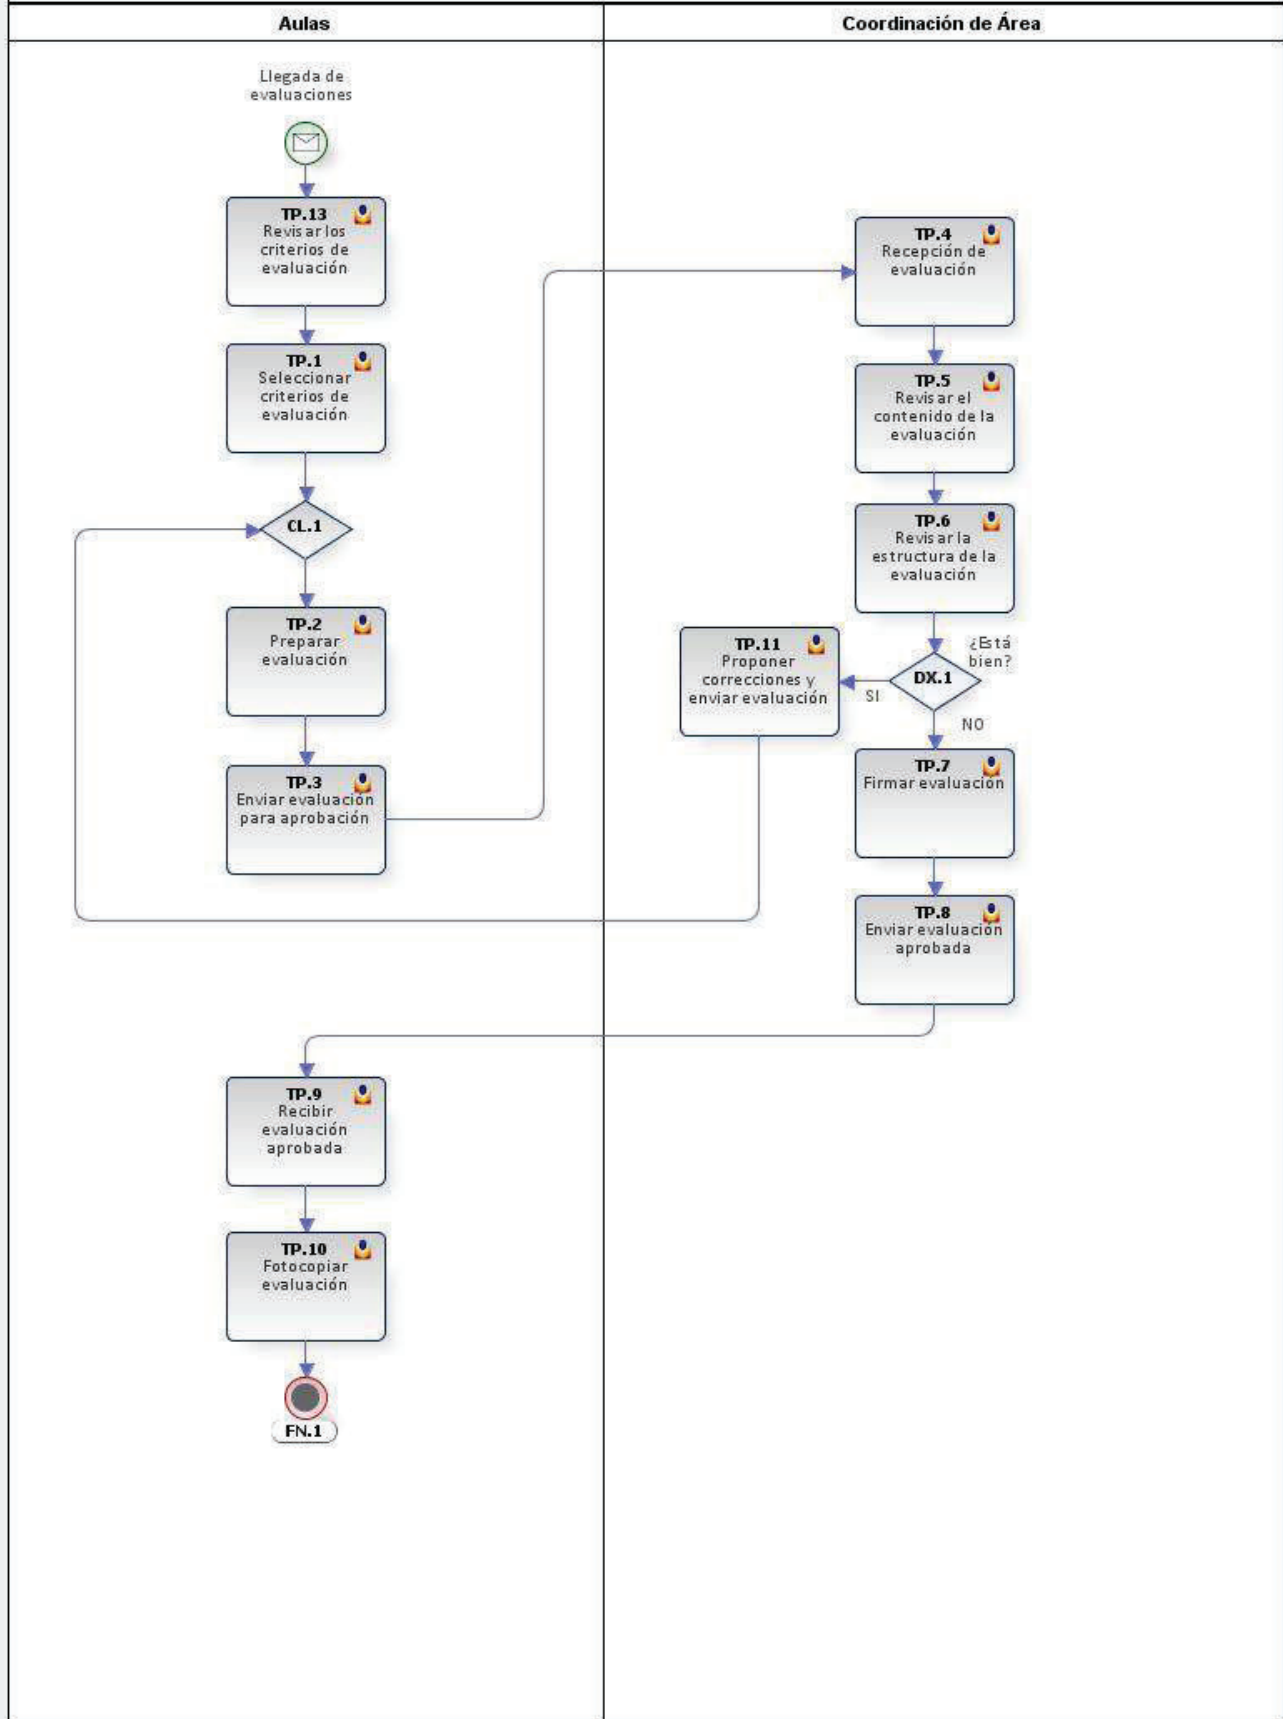 Aulas
Coordinación de Área
Llegada de
evaluaciones
TP.13
Revisar los
criterios de
evaluación
TP.1
Seleccionar
criterios de
evaluación
CL.1
TP.2
Preparar
evaluación
TP.3
Enviar evaluación
para aprobación
TP.4
Recepción de
evaluación
TP.5
Revisar el
contenido de la
evaluación
TP.6
Revisar la
estructura de la
evaluación
¿Está
bien?
DX.1
SI
NO
TP.11
Proponer
correcciones y
enviar evaluación
TP.7
Firmar evaluación
TP.8
Enviar evaluación
aprobada
TP.9
Recibir
evaluación
aprobada
TP.10
Fotocopiar
evaluación
FN.1